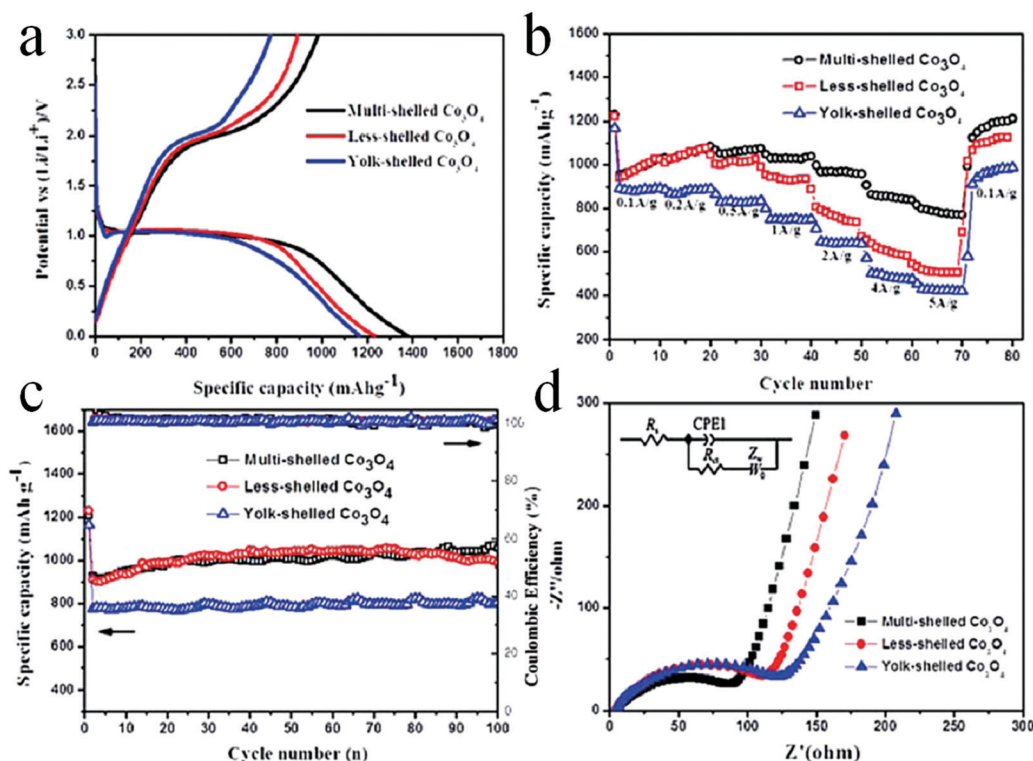 a
3.0
2.5
2.0
1.5
1.0
0.5
0.0
Potential vs (Li/Li⁺)/V
Multi-shelled Co₃O₄
Less-shelled Co₃O₄
Yolk-shelled Co₃O₄
0 200 400 600 800 1000 1200 1400 1600 1800
Specific capacity (mAhg⁻¹)
b
1600
1400
1200
1000
800
600
400
200
Specific capacity (mAhg⁻¹)
Multi-shelled Co₃O₄
Less-shelled Co₃O₄
Yolk-shelled Co₃O₄
0.1A/g 0.2A/g 0.5A/g
1A/g
2A/g
4A/g
5A/g
0.1A/g
0 10 20 30 40 50 60 70 80
Cycle number
c
1600
1400
1200
1000
800
600
400
Specific capacity (mAh g⁻¹)
Multi-shelled Co₃O₄
Less-shelled Co₃O₄
Yolk-shelled Co₃O₄
100
80
60
40
20
0
Coulombic Efficiency (%)
0 10 20 30 40 50 60 70 80 90 100
Cycle number (n)
d
300
250
200
150
100
50
0
-Z''/ohm
Rₛ
CPE1
R꜀ₜ
Zw
W₀
Multi-shelled Co₃O₄
Less-shelled Co₃O₄
Yolk-shelled Co₃O₄
0 50 100 150 200 250 300
Z'(ohm)